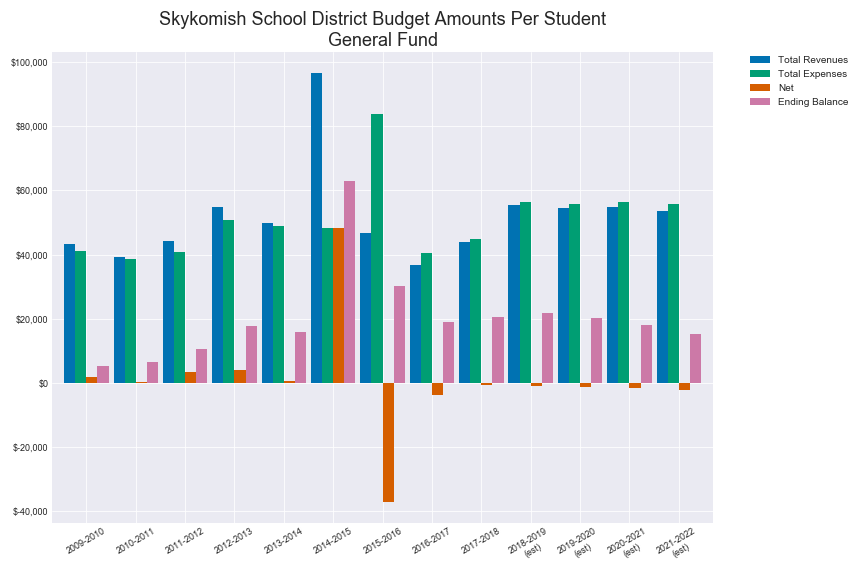 Skykomish School District Budget Amounts Per Student
General Fund
Total Revenues
Total Expenses
Net
Ending Balance
$100,000
$80,000
$60,000
$40,000
$20,000
$0
$-20,000
$-40,000
2009-2010
2010-2011
2011-2012
2012-2013
2013-2014
2014-2015
2015-2016
2016-2017
2017-2018
2018-2019
(est)
2019-2020
(est)
2020-2021
(est)
2021-2022
(est)